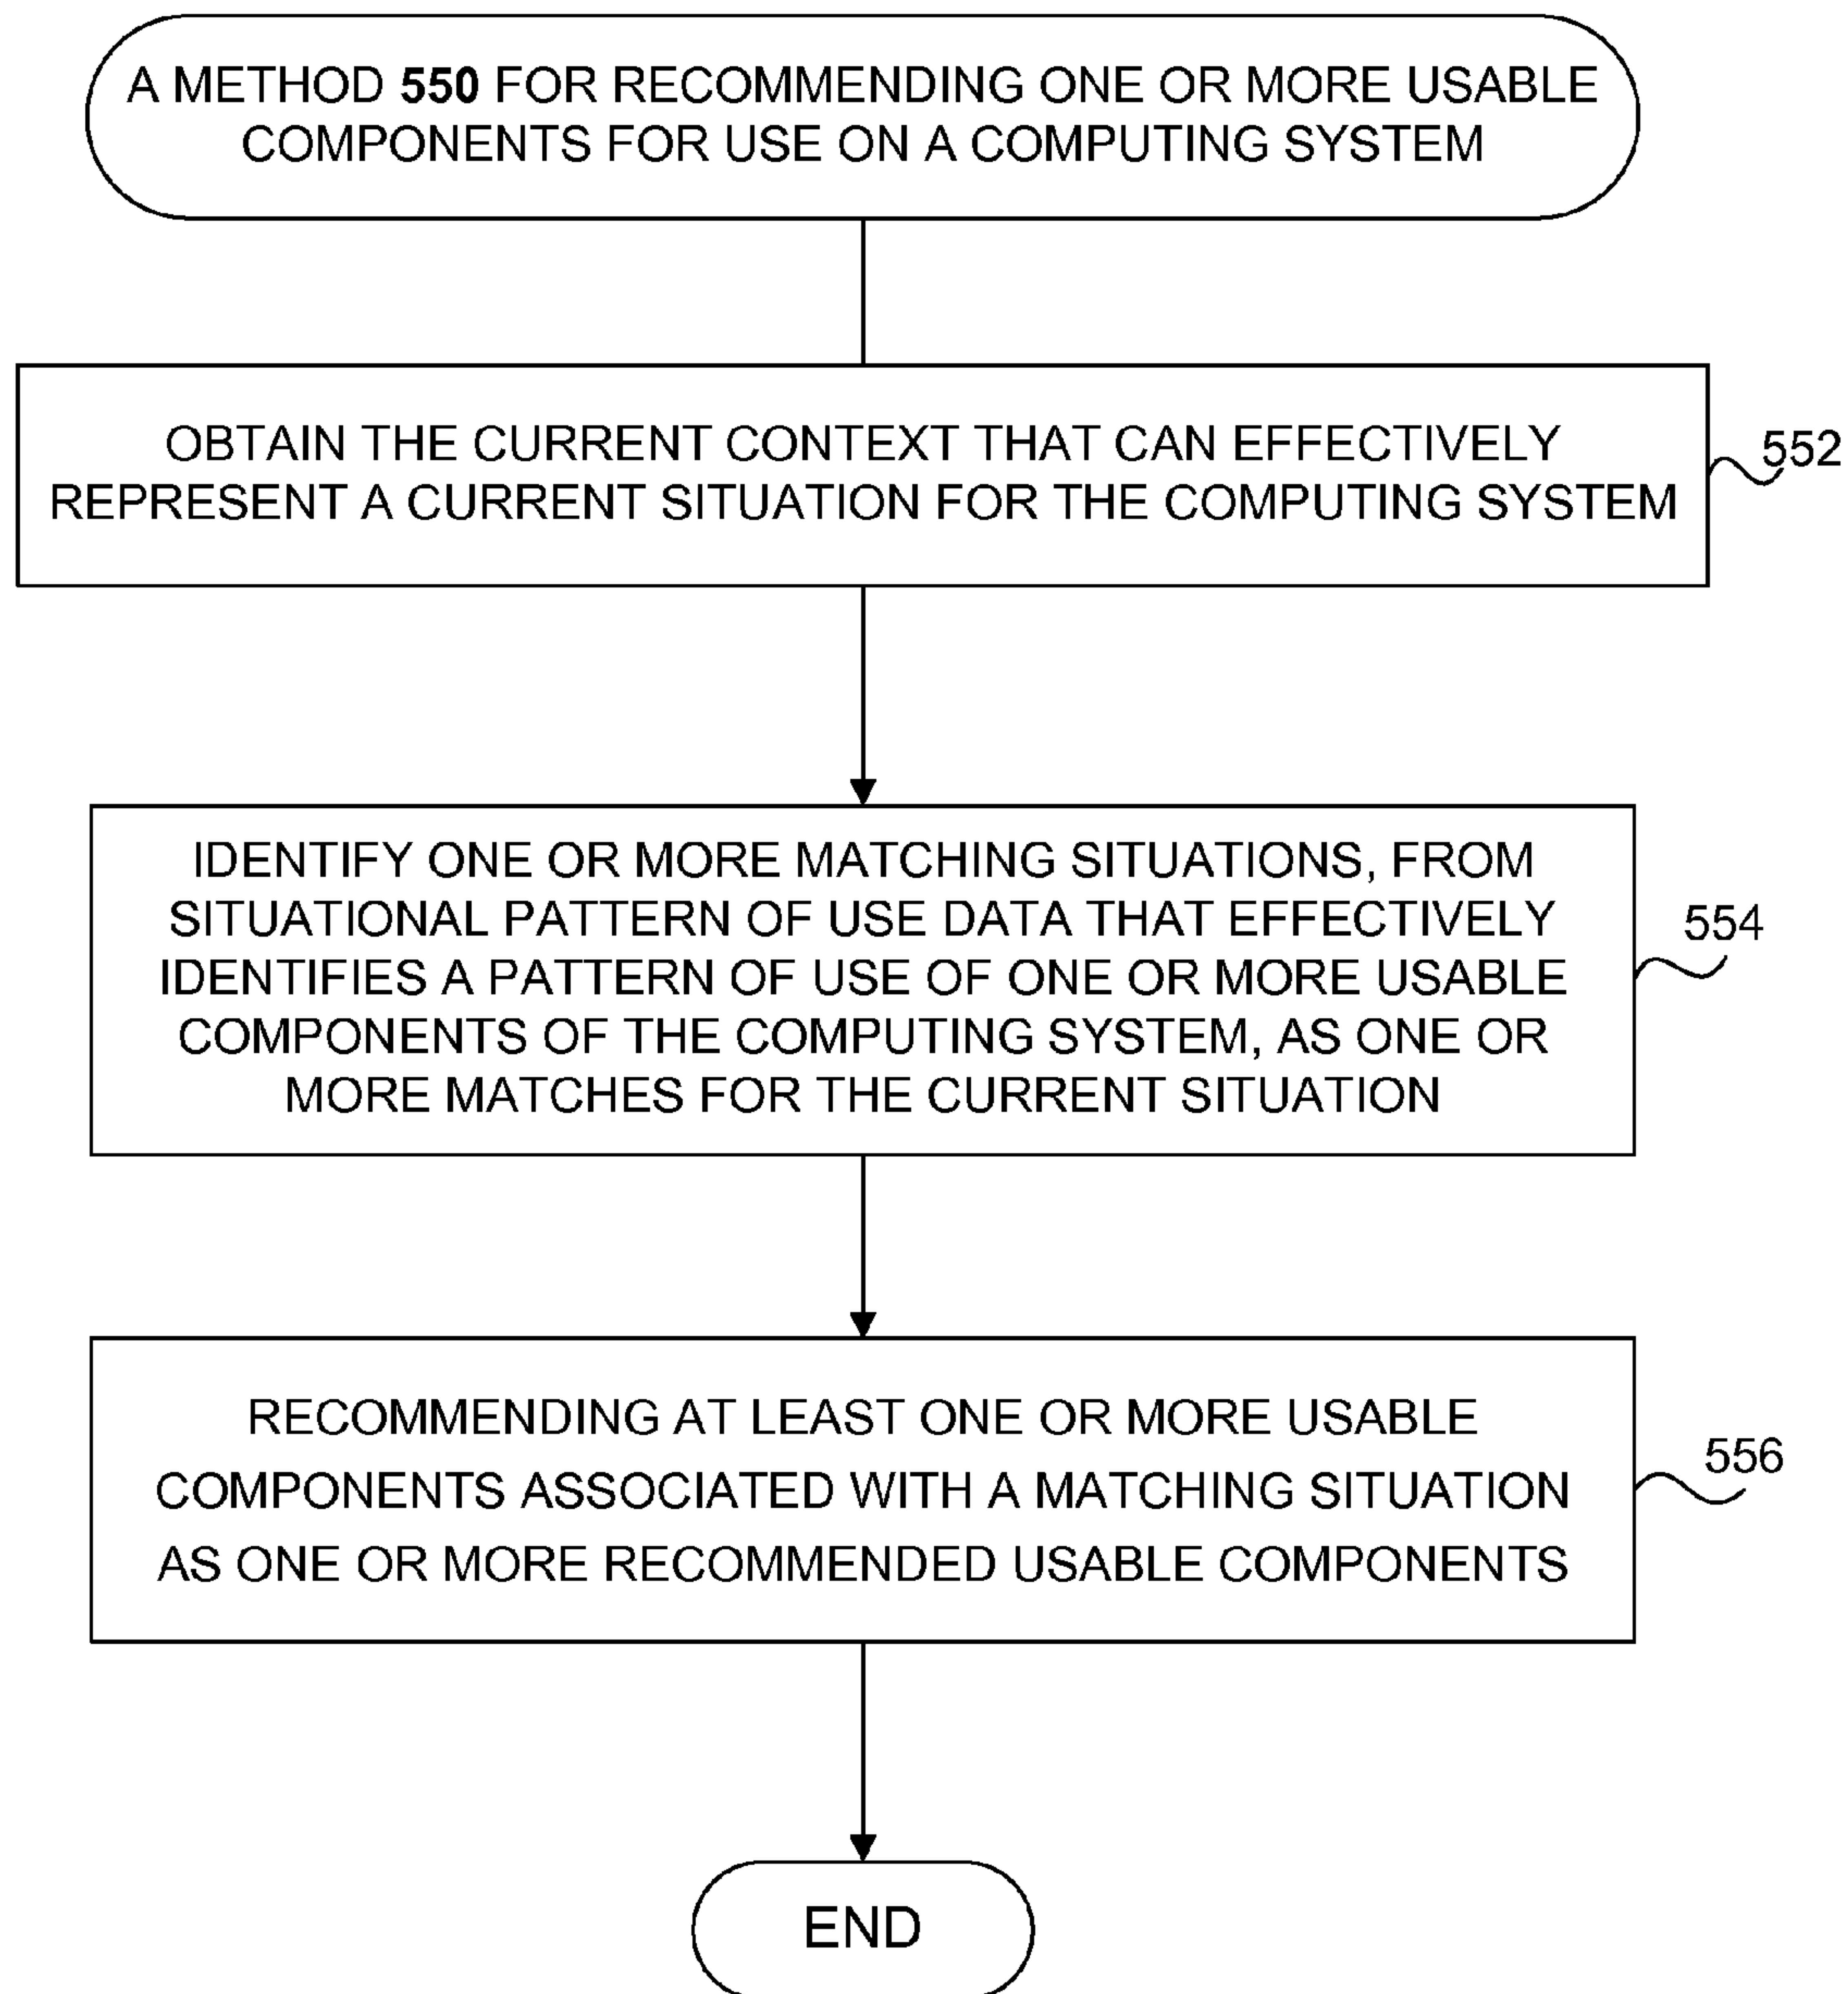 A METHOD 550 FOR RECOMMENDING ONE OR MORE USABLE
COMPONENTS FOR USE ON A COMPUTING SYSTEM
OBTAIN THE CURRENT CONTEXT THAT CAN EFFECTIVELY
REPRESENT A CURRENT SITUATION FOR THE COMPUTING SYSTEM
552
IDENTIFY ONE OR MORE MATCHING SITUATIONS, FROM
SITUATIONAL PATTERN OF USE DATA THAT EFFECTIVELY
IDENTIFIES A PATTERN OF USE OF ONE OR MORE USABLE
COMPONENTS OF THE COMPUTING SYSTEM, AS ONE OR
MORE MATCHES FOR THE CURRENT SITUATION
554
RECOMMENDING AT LEAST ONE OR MORE USABLE
COMPONENTS ASSOCIATED WITH A MATCHING SITUATION
AS ONE OR MORE RECOMMENDED USABLE COMPONENTS
556
END